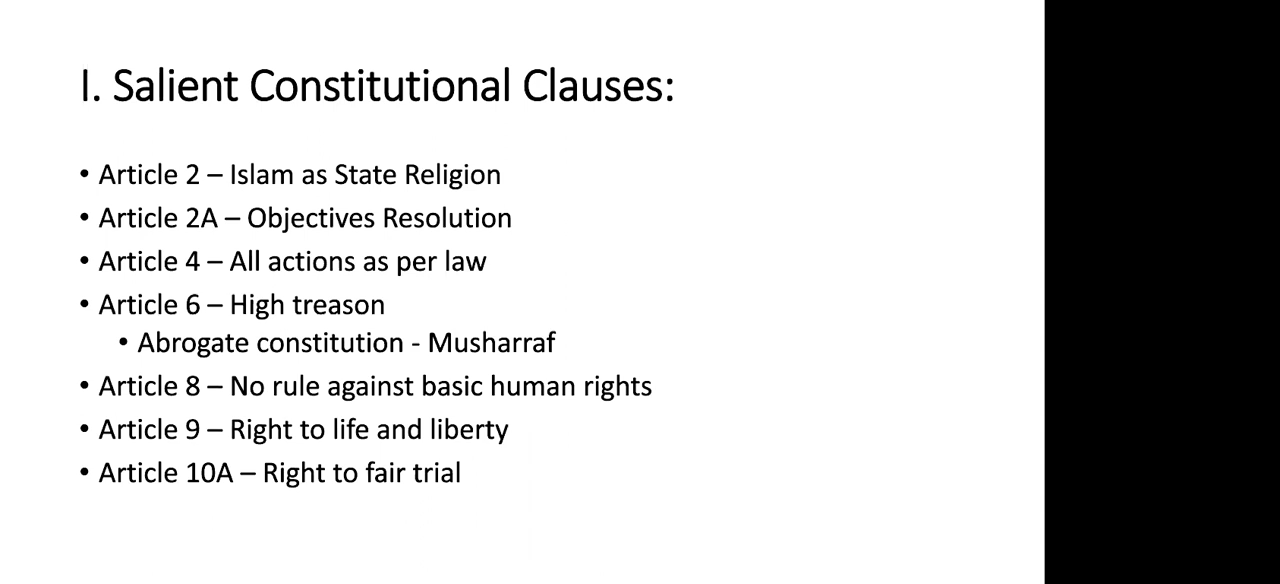 I. Salient Constitutional Clauses:
• Article 2 – Islam as State Religion
• Article 2A – Objectives Resolution
• Article 4 – All actions as per law
• Article 6 – High treason
• Abrogate constitution - Musharraf
• Article 8 – No rule against basic human rights
• Article 9 – Right to life and liberty
• Article 10A – Right to fair trial